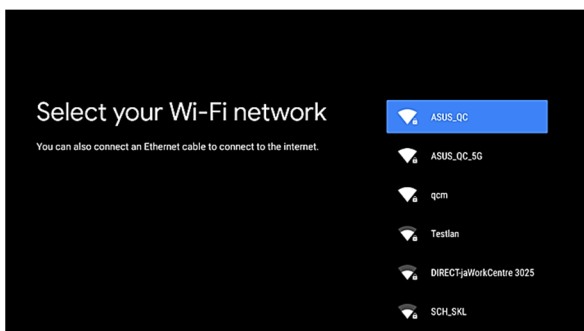 Select your Wi-Fi network
You can also connect an Ethernet cable to connect to the internet.
ASUS_QC
ASUS_QC_5G
qcm
Testlan
DIRECT-jaWorkCentre 3025
SCH_SKL